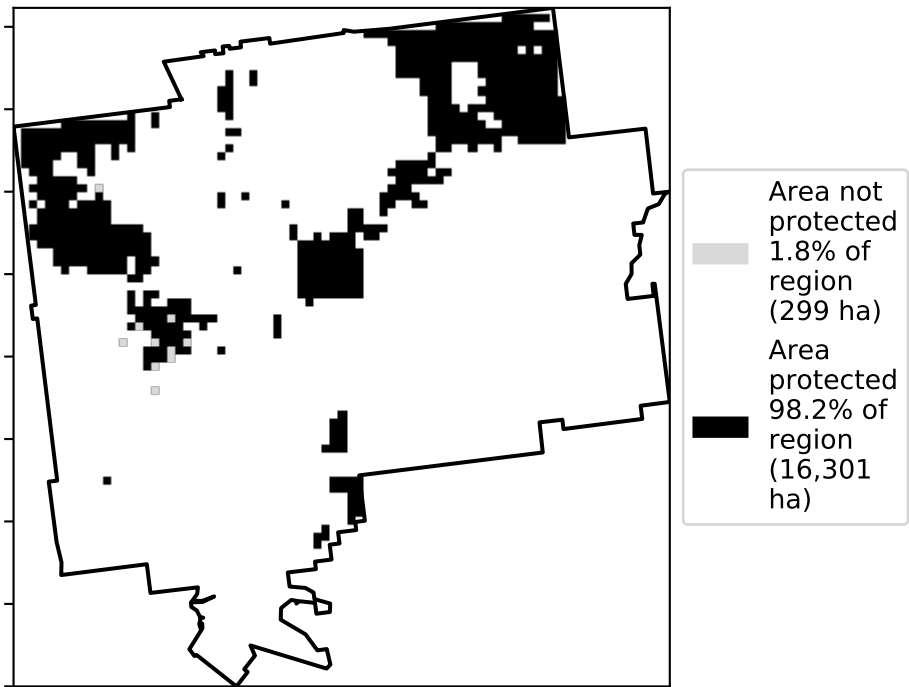 Area not
protected
1.8% of
region
(299 ha)
Area
protected
98.2% of
region
(16,301
ha)